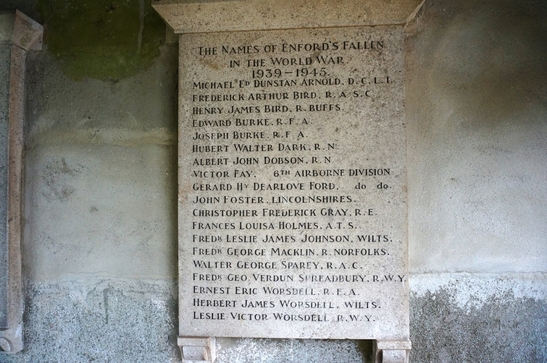 THE NAMES OF ENFORD'S FALLEN
IN THE WORLD WAR.
1939-1945.
MICHAEL ED DUNSTAN ARNOLD, D.C.L.I.
FREDERICK ARTHUR BIRD, R.A.S.C.
HENRY JAMES BIRD, R. BUFFS.
EDWARD BURKE, R.F.A.
JOSEPH BURKE, R.F.A.
HUBERT WALTER DARK, R.N.
ALBERT JOHN DOBSON, R.N.
VICTOR FAY, 6TH AIRBORNE DIVISION
GERARD HY DEARLOVE FORD, do do.
JOHN FOSTER, LINCOLNSHIRES.
CHRISTOPHER FREDERICK GRAY, R.E.
FRANCES LOUISA HOLMES, A.T.S.
FREDK LESLIE JAMES JOHNSON, WILTS.
FREDK GEORGE MACKLIN, R. NORFOLKS.
WALTER GEORGE SPAREY, R.A.C.
FREDK GEO. VERDUN SPREADBURY, R.W.Y.
ERNEST ERIC WORSDELL, R.E.A.
HERBERT JAMES WORSDELL, WILTS.
LESLIE VICTOR WORSDELL, R.W.Y.